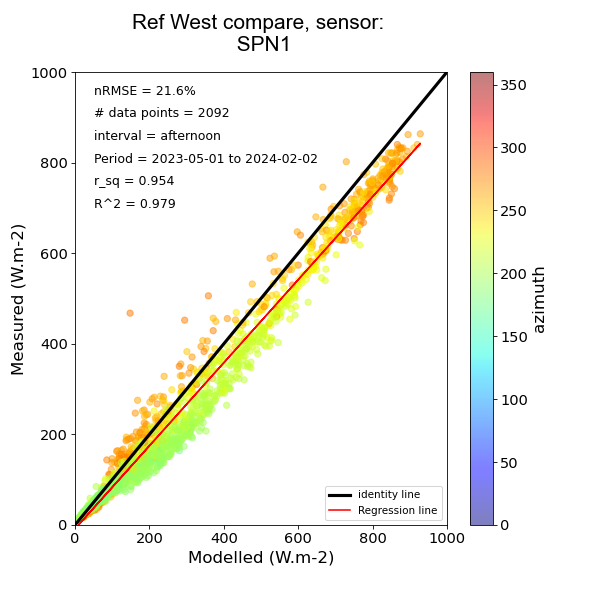 Ref West compare, sensor:
SPN1
nRMSE = 21.6%
# data points = 2092
interval = afternoon
Period = 2023-05-01 to 2024-02-02
r_sq = 0.954
R^2 = 0.979
1000
800
600
400
200
0
Measured (W.m-2)
0 200 400 600 800 1000
Modelled (W.m-2)
identity line
Regression line
350
300
250
200
150
100
50
0
azimuth